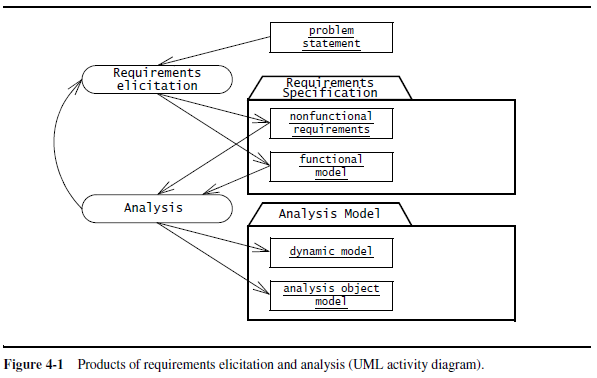 problem
statement
Requirements
elicitation
Requirements
Specification
nonfunctional
requirements
functional
model
Analysis
Analysis Model
dynamic model
analysis object
model
Figure 4-1 Products of requirements elicitation and analysis (UML activity diagram).